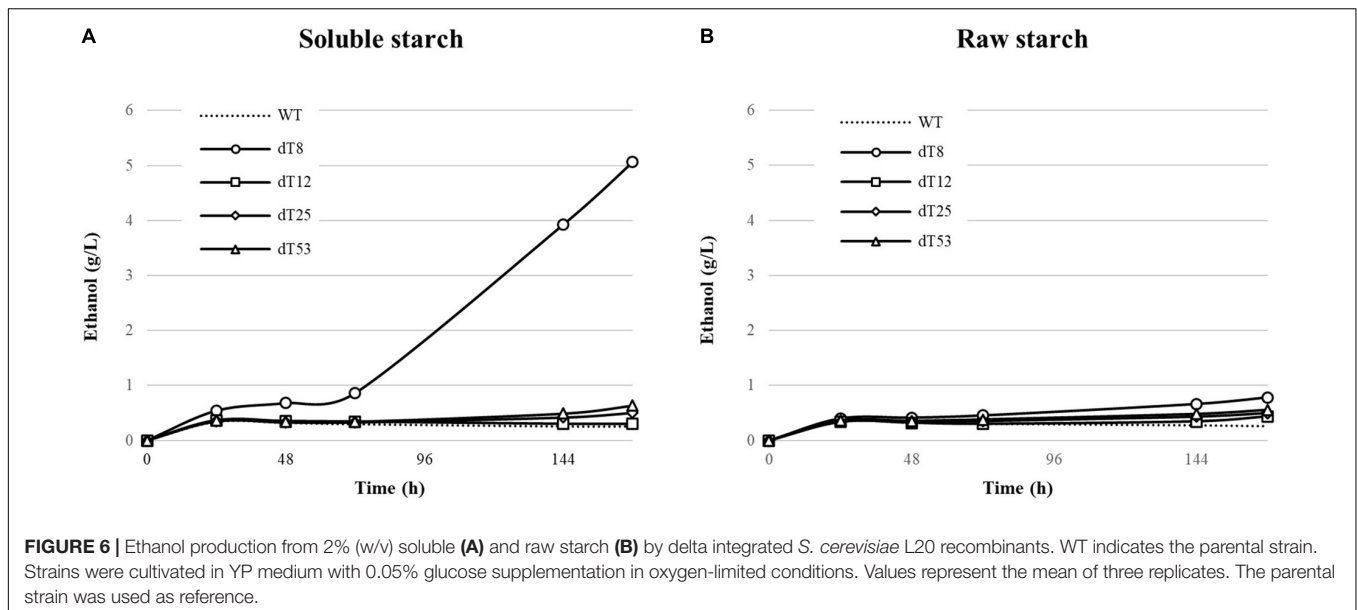 A
Soluble starch
Ethanol (g/L)
6
5
4
3
2
1
0
WT
dT8
dT12
dT25
dT53
0
48
96
144
Time (h)
B
Raw starch
Ethanol (g/L)
6
5
4
3
2
1
0
WT
dT8
dT12
dT25
dT53
0
48
96
144
Time (h)
FIGURE 6 | Ethanol production from 2% (w/v) soluble (A) and raw starch (B) by delta integrated S. cerevisiae L20 recombinants. WT indicates the parental strain.
Strains were cultivated in YP medium with 0.05% glucose supplementation in oxygen-limited conditions. Values represent the mean of three replicates. The parental
strain was used as reference.